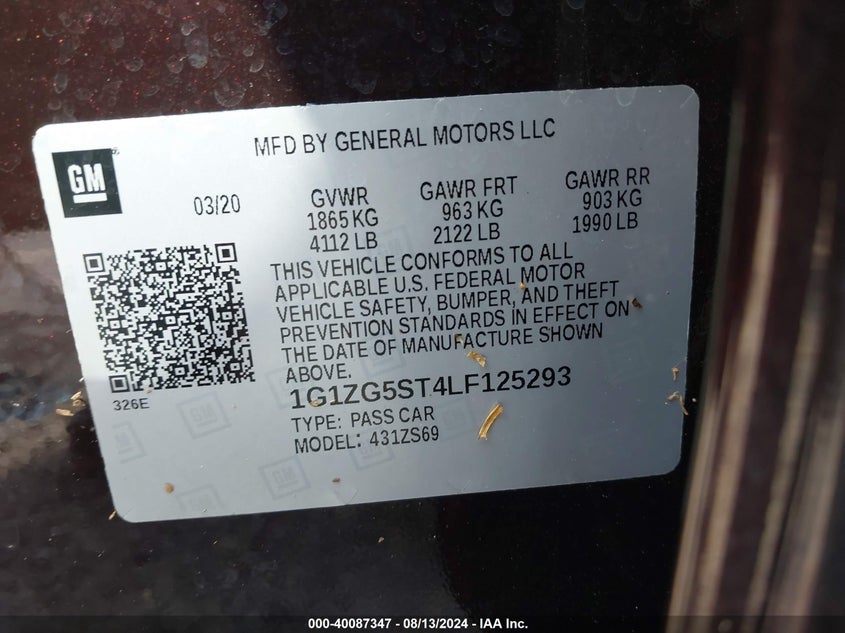 MFD BY GENERAL MOTORS LLC
GM
03/20
GVWR GAWR FRT GAWR RR
1865 KG 963 KG 903 KG
4112 LB 2122 LB 1990 LB
THIS VEHICLE CONFORMS TO ALL
APPLICABLE U.S. FEDERAL MOTOR
VEHICLE SAFETY, BUMPER, AND THEFT
PREVENTION STANDARDS IN EFFECT ON
THE DATE OF MANUFACTURE SHOWN
ABOVE.
326E
1G1ZG5ST4LF125293
TYPE: PASS CAR
MODEL: 431ZS69
000-40087347 - 08/13/2024 - IAA Inc.